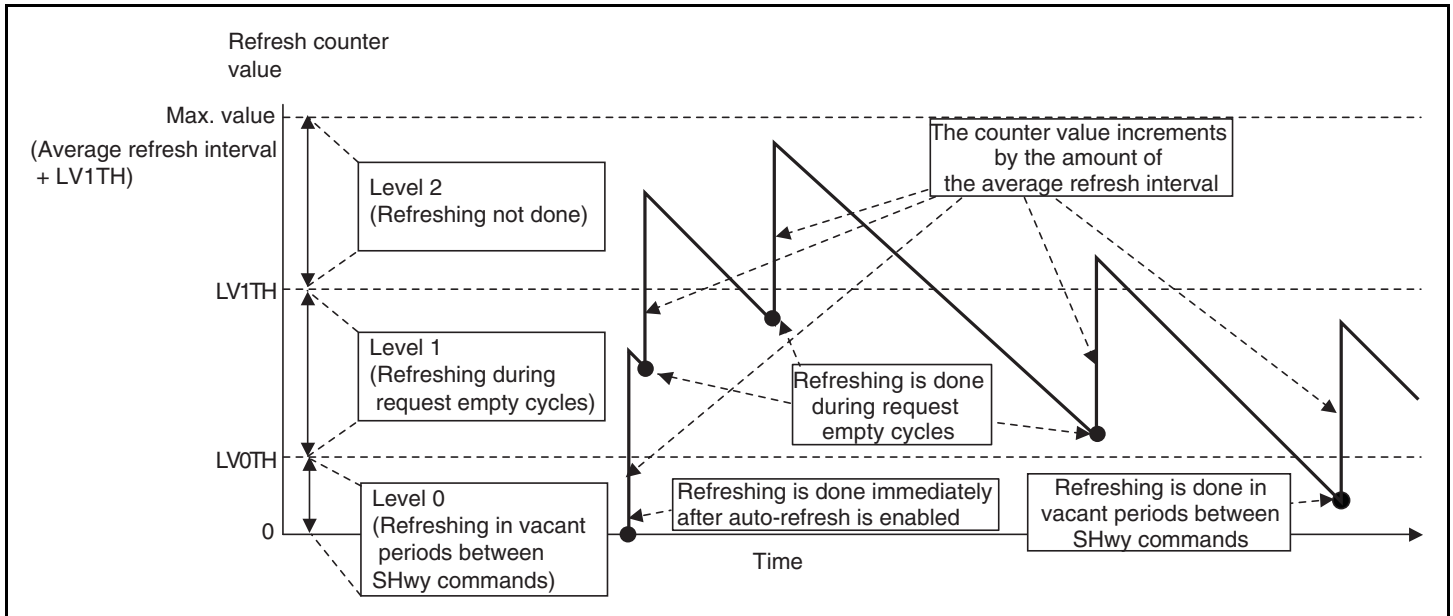 Refresh counter
value
Max. value
(Average refresh interval
+ LV1TH)
The counter value increments
by the amount of
the average refresh interval
Level 2
(Refreshing not done)
LV1TH
Level 1
(Refreshing during
request empty cycles)
Refreshing is done
during request
empty cycles
LV0TH
Level 0
(Refreshing in vacant
periods between
SHwy commands)
Refreshing is done immediately
after auto-refresh is enabled
Refreshing is done in
vacant periods between
SHwy commands
0
Time